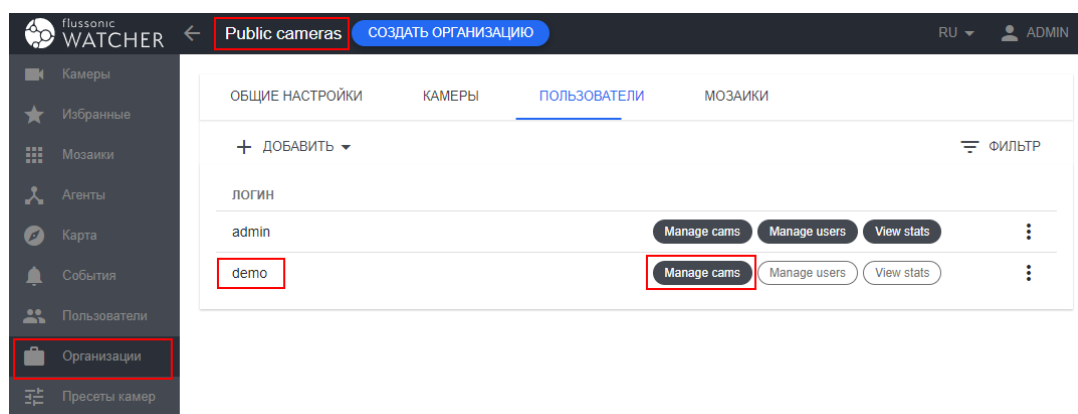 flussonic
WATCHER
Public cameras
СОЗДАТЬ ОРГАНИЗАЦИЮ
RU
ADMIN
Камеры
Избранные
Мозаики
Агенты
Карта
События
Пользователи
Организации
Пресеты камер
ОБЩИЕ НАСТРОЙКИ
КАМЕРЫ
ПОЛЬЗОВАТЕЛИ
МОЗАИКИ
ДОБАВИТЬ
ФИЛЬТР
ЛОГИН
admin
Manage cams
Manage users
View stats
demo
Manage cams
Manage users
View stats